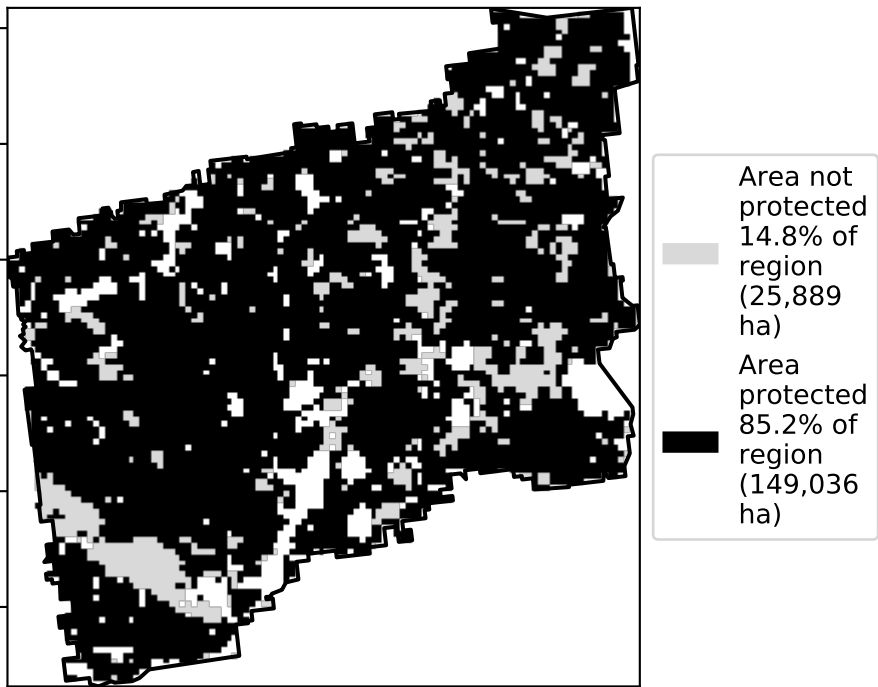 Area not
protected
14.8% of
region
(25,889
ha)
Area
protected
85.2% of
region
(149,036
ha)